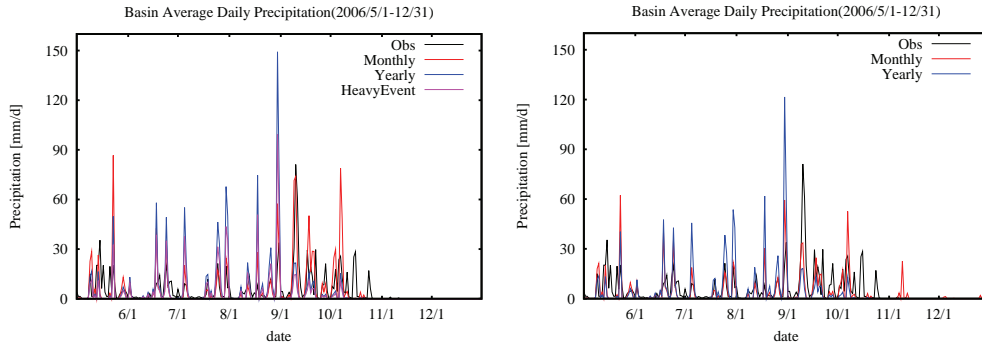 Basin Average Daily Precipitation(2006/5/1-12/31)
150
120
90
60
30
0
Precipitation [mm/d]
Obs
Monthly
Yearly
HeavyEvent
6/1 7/1 8/1 9/1 10/1 11/1 12/1
date
Basin Average Daily Precipitation(2006/5/1-12/31)
150
120
90
60
30
0
Precipitation [mm/d]
Obs
Monthly
Yearly
6/1 7/1 8/1 9/1 10/1 11/1 12/1
date